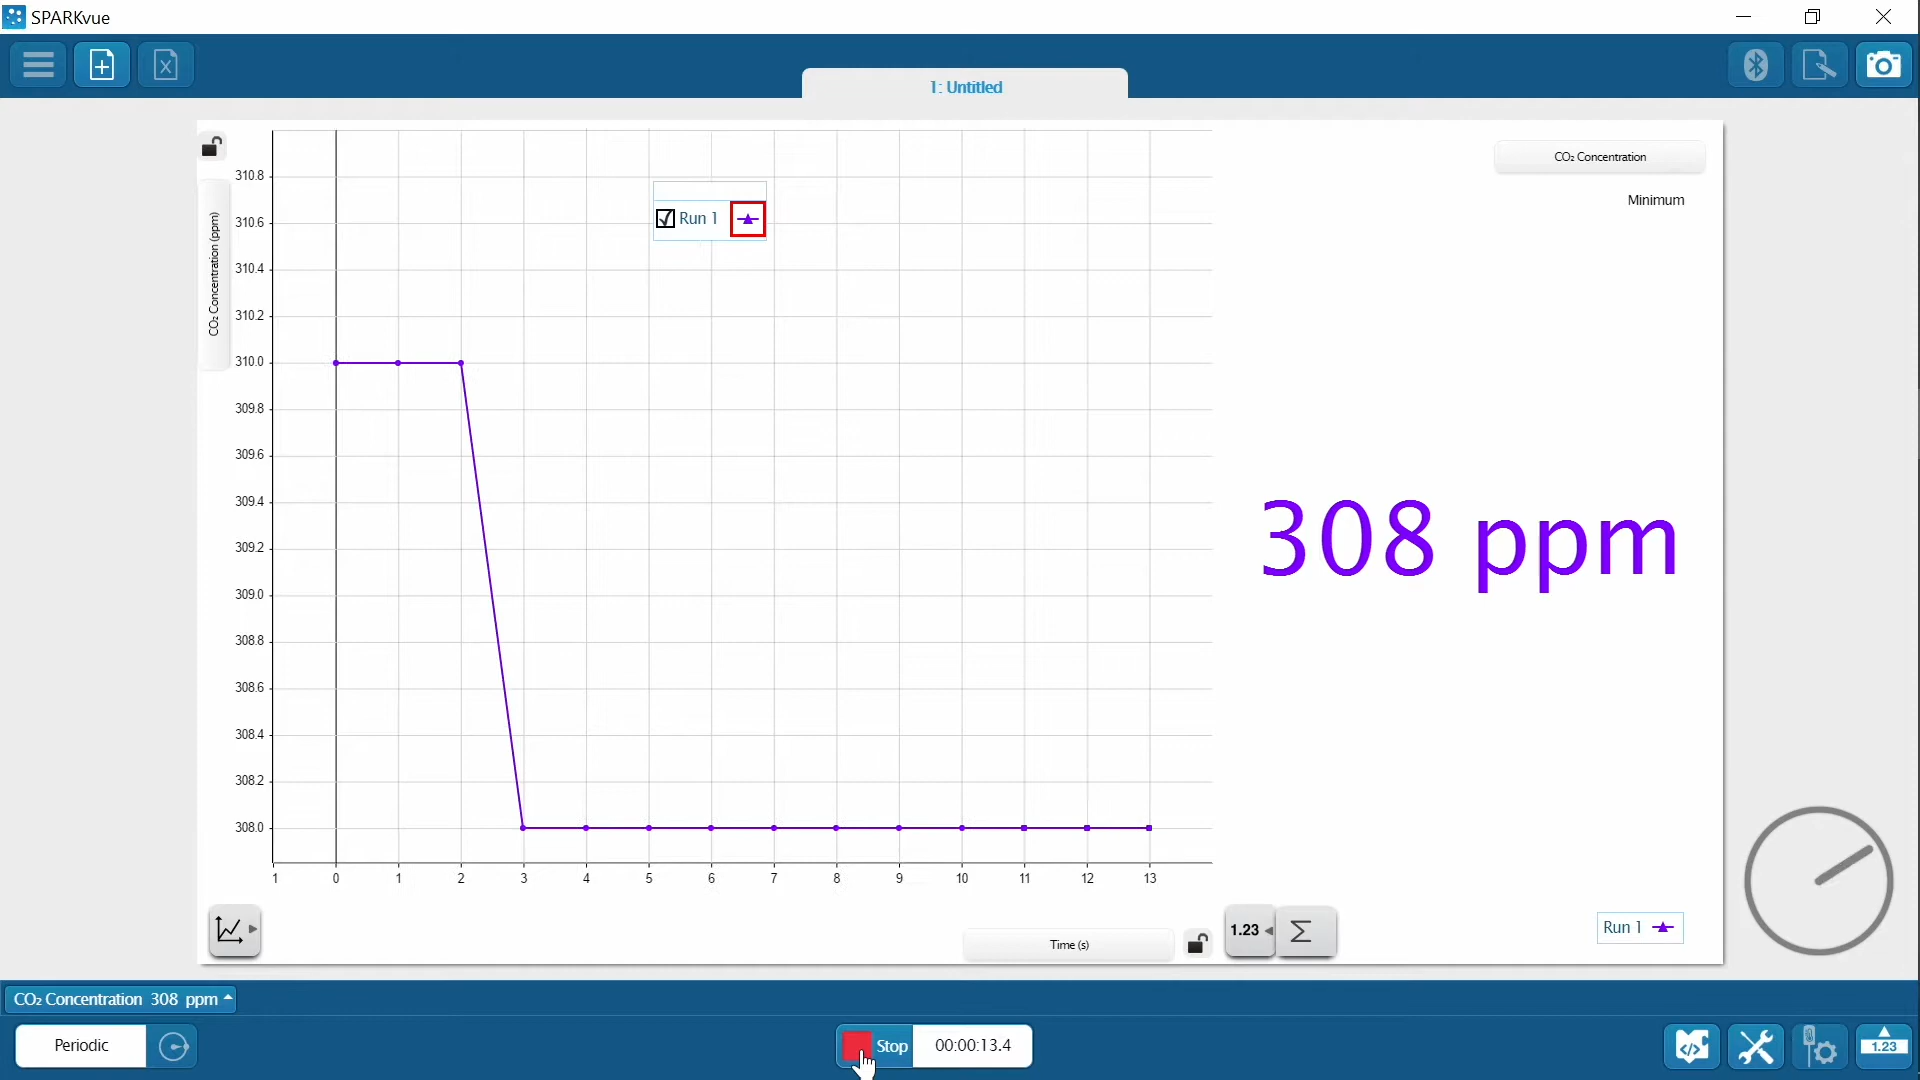 SPARKvue
1: Untitled
CO₂ Concentration (ppm)
310.8
310.6
310.4
310.2
310.0
309.8
309.6
309.4
309.2
309.0
308.8
308.6
308.4
308.2
308.0
Run 1
1 0 1 2 3 4 5 6 7 8 9 10 11 12 13
Time (s)
CO₂ Concentration
Minimum
308 ppm
1.23 Σ
Run 1
CO₂ Concentration 308 ppm
Periodic
Stop 00:00:13.4
1.23